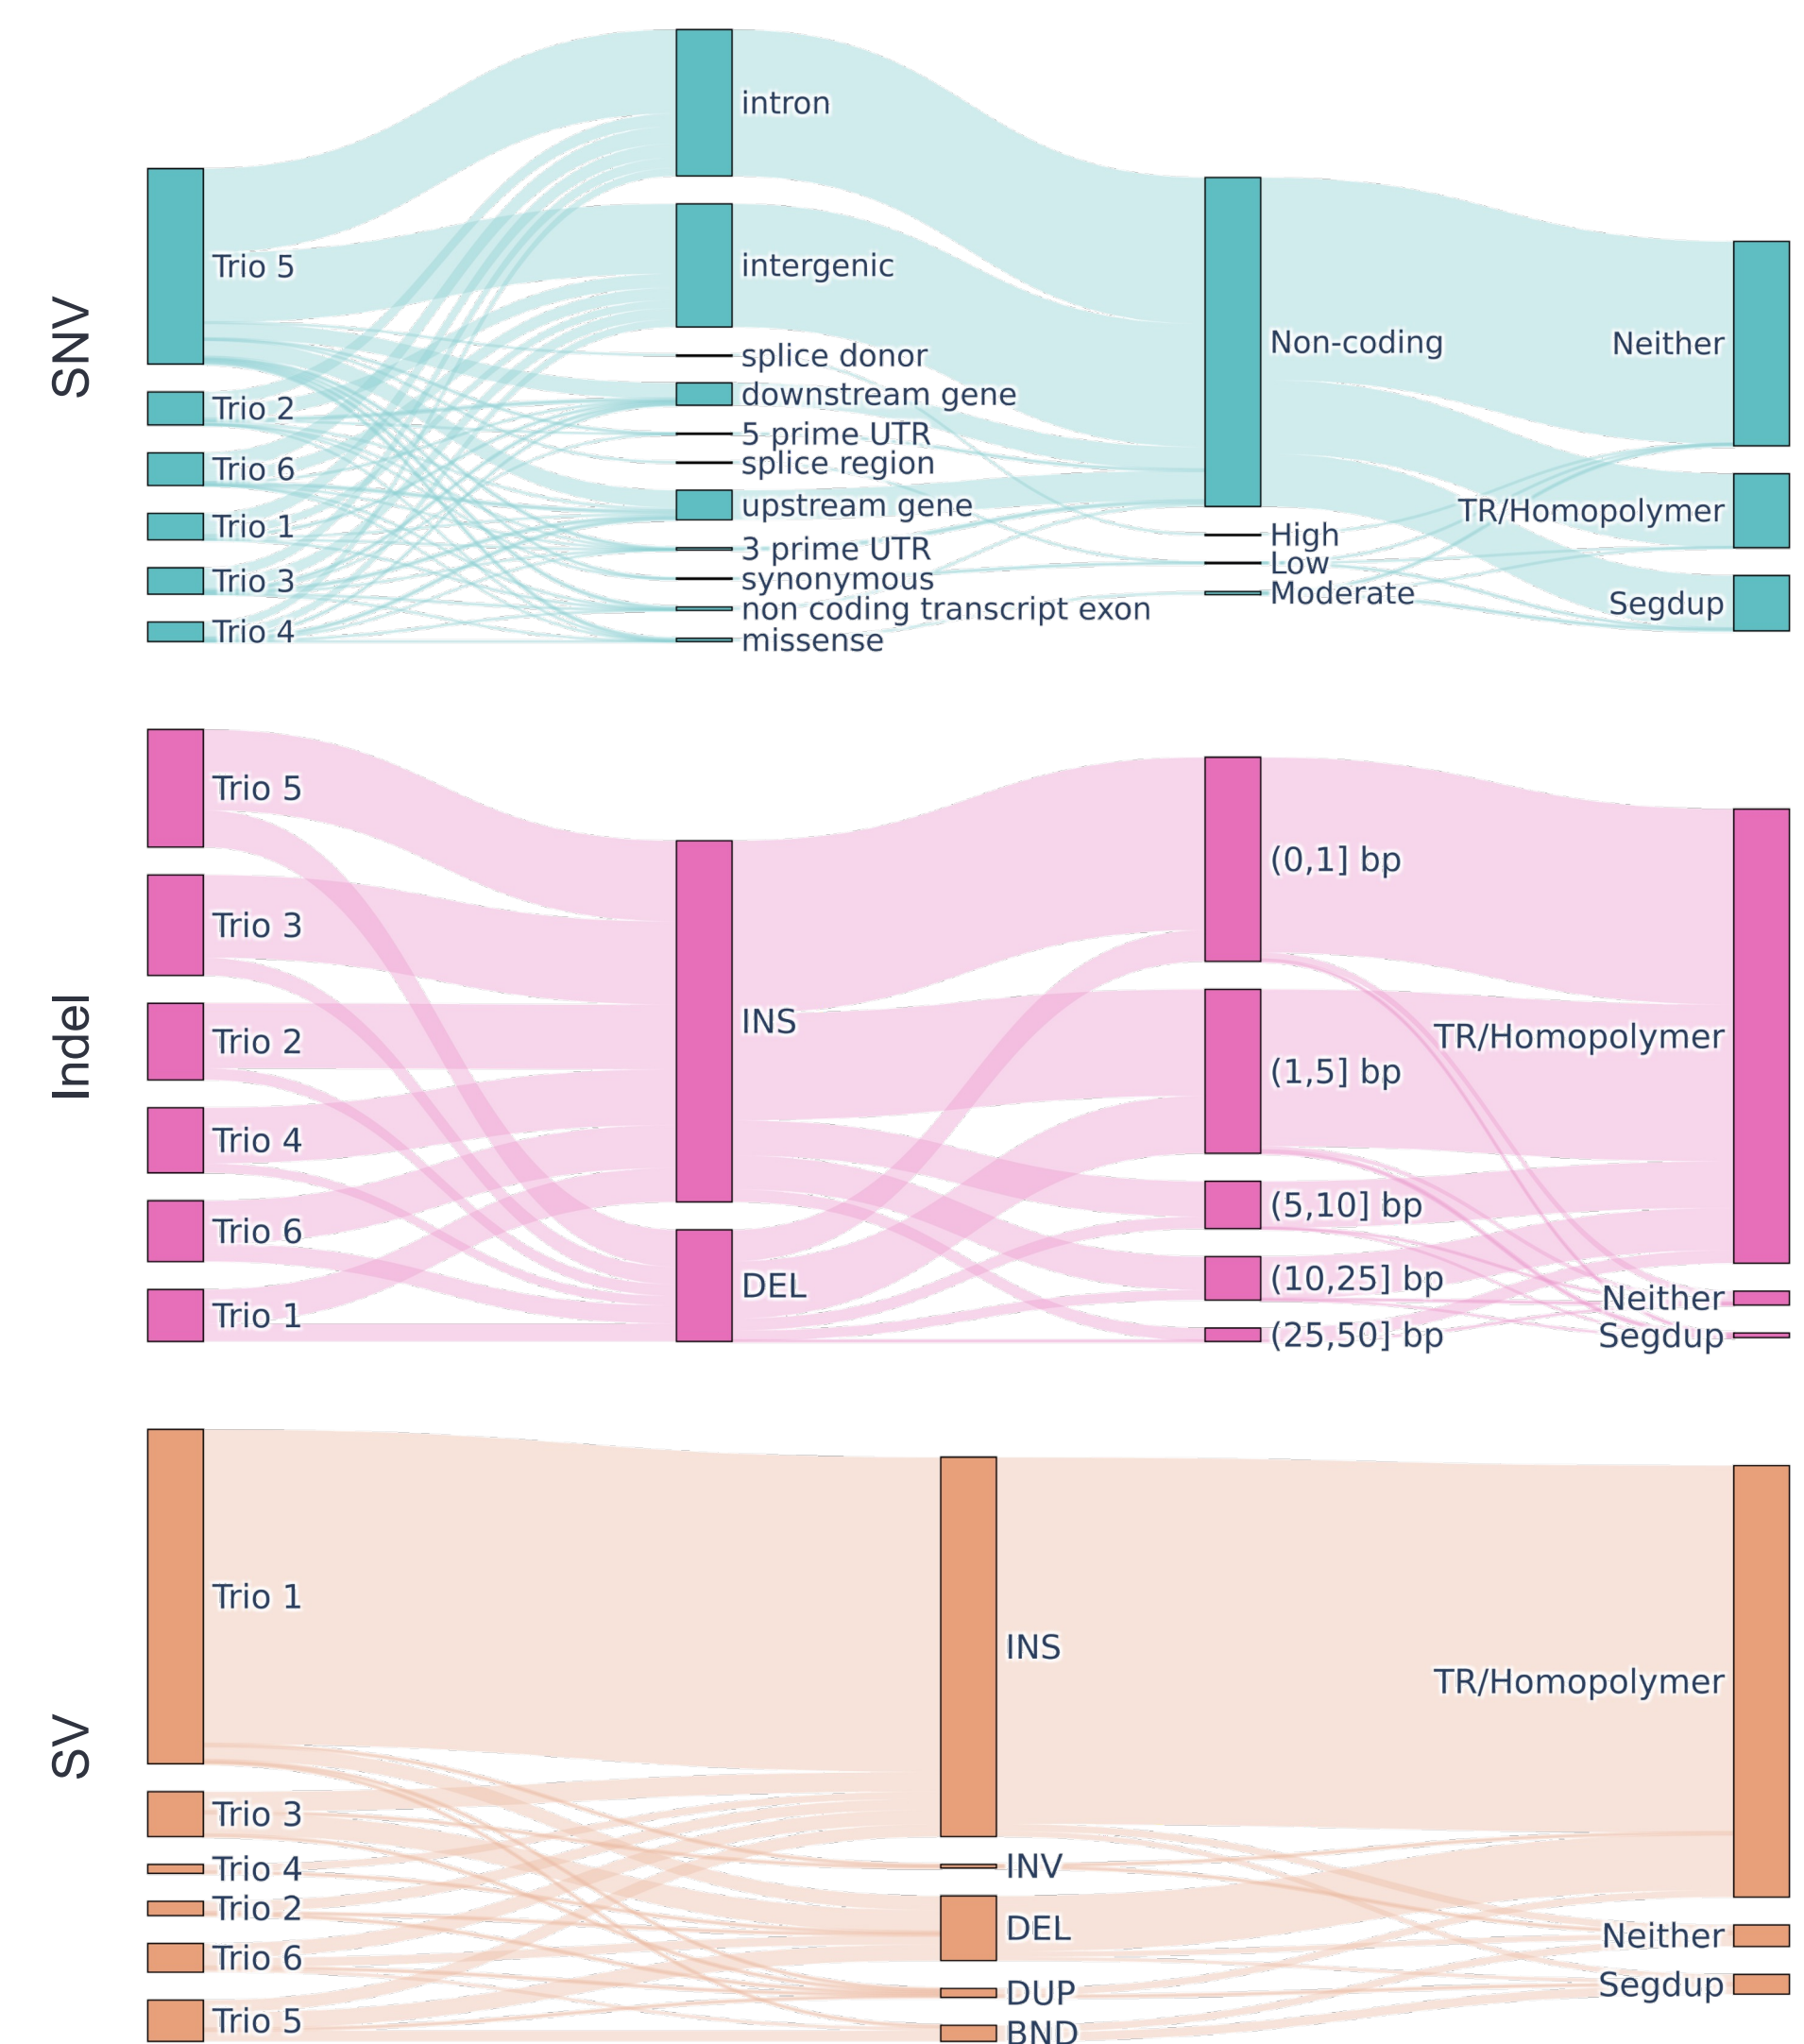 SNV
Trio 5
Trio 2
Trio 6
Trio 1
Trio 3
Trio 4
intron
intergenic
splice donor
downstream gene
5 prime UTR
splice region
upstream gene
3 prime UTR
synonymous
non coding transcript exon
missense
Non-coding
High
Low
Moderate
Neither
TR/Homopolymer
Segdup
Indel
Trio 5
Trio 3
Trio 2
Trio 4
Trio 6
Trio 1
INS
DEL
(0,1] bp
(1,5] bp
(5,10] bp
(10,25] bp
(25,50] bp
TR/Homopolymer
Neither
Segdup
SV
Trio 1
Trio 3
Trio 4
Trio 2
Trio 6
Trio 5
INS
INV
DEL
DUP
BND
TR/Homopolymer
Neither
Segdup